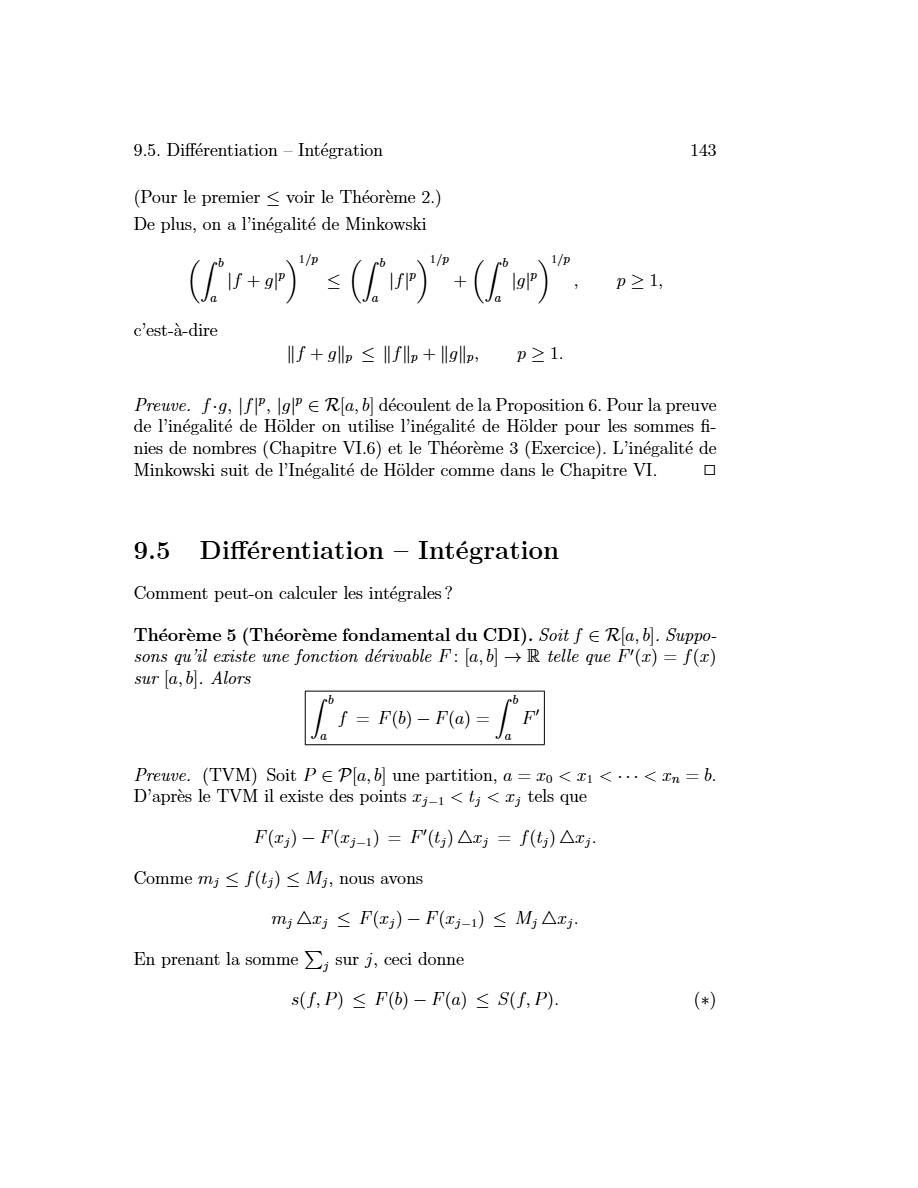 9.5. Différentiation – Intégration 143
(Pour le premier ≤ voir le Théorème 2.)
De plus, on a l'inégalité de Minkowski
(∫_a^b |f + g|^p)^{1/p} ≤ (∫_a^b |f|^p)^{1/p} + (∫_a^b |g|^p)^{1/p} , p ≥ 1,
c'est-à-dire
‖f + g‖_p ≤ ‖f‖_p + ‖g‖_p, p ≥ 1.
Preuve. f·g, |f|^p, |g|^p ∈ ℛ[a, b] découlent de la Proposition 6. Pour la preuve
de l'inégalité de Hölder on utilise l'inégalité de Hölder pour les sommes fi-
nies de nombres (Chapitre VI.6) et le Théorème 3 (Exercice). L'inégalité de
Minkowski suit de l'Inégalité de Hölder comme dans le Chapitre VI. □
9.5 Différentiation – Intégration
Comment peut-on calculer les intégrales ?
Théorème 5 (Théorème fondamental du CDI). Soit f ∈ ℛ[a, b]. Suppo-
sons qu'il existe une fonction dérivable F : [a, b] → ℝ telle que F′(x) = f(x)
sur [a, b]. Alors
∫_a^b f = F(b) − F(a) = ∫_a^b F′
Preuve. (TVM) Soit P ∈ 𝒫[a, b] une partition, a = x_0 < x_1 < ⋯ < x_n = b.
D'après le TVM il existe des points x_{j−1} < t_j < x_j tels que
F(x_j) − F(x_{j−1}) = F′(t_j) △x_j = f(t_j) △x_j.
Comme m_j ≤ f(t_j) ≤ M_j, nous avons
m_j △x_j ≤ F(x_j) − F(x_{j−1}) ≤ M_j △x_j.
En prenant la somme ∑_j sur j, ceci donne
s(f, P) ≤ F(b) − F(a) ≤ S(f, P). (∗)